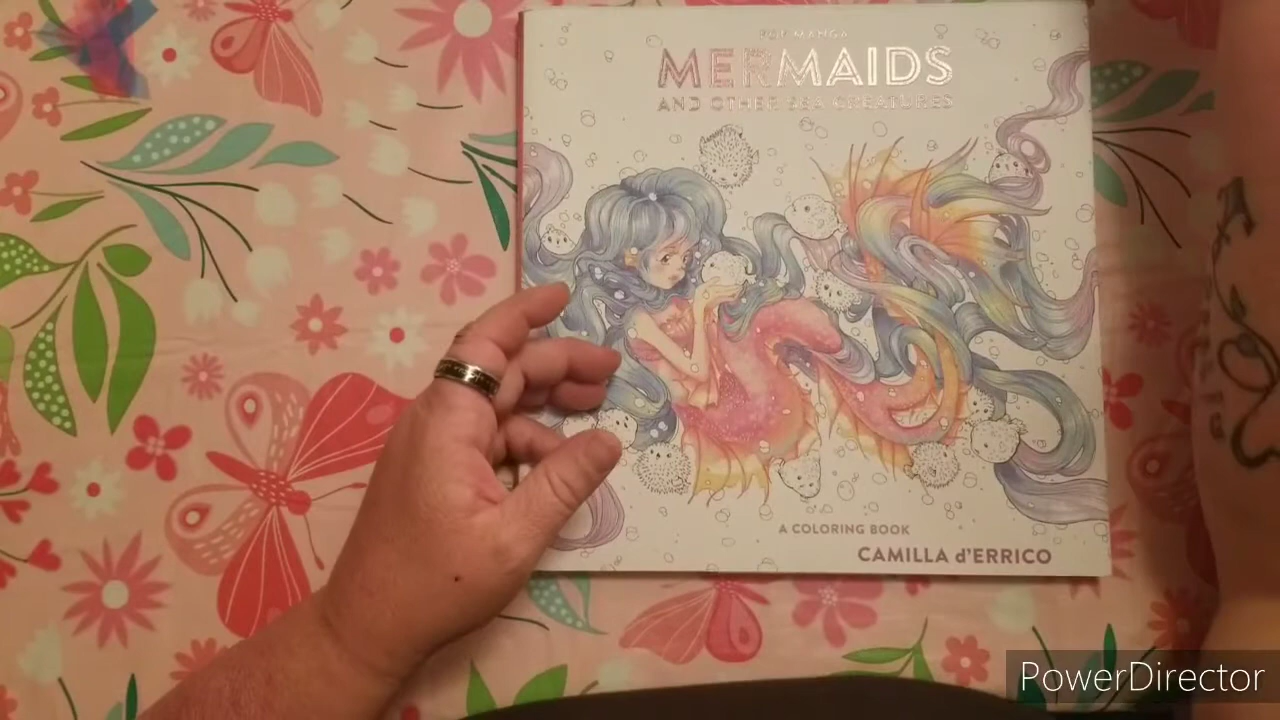 POP MANGA
MERMAIDS
AND OTHER SEA CREATURES
A COLORING BOOK
CAMILLA d'ERRICO
PowerDirector